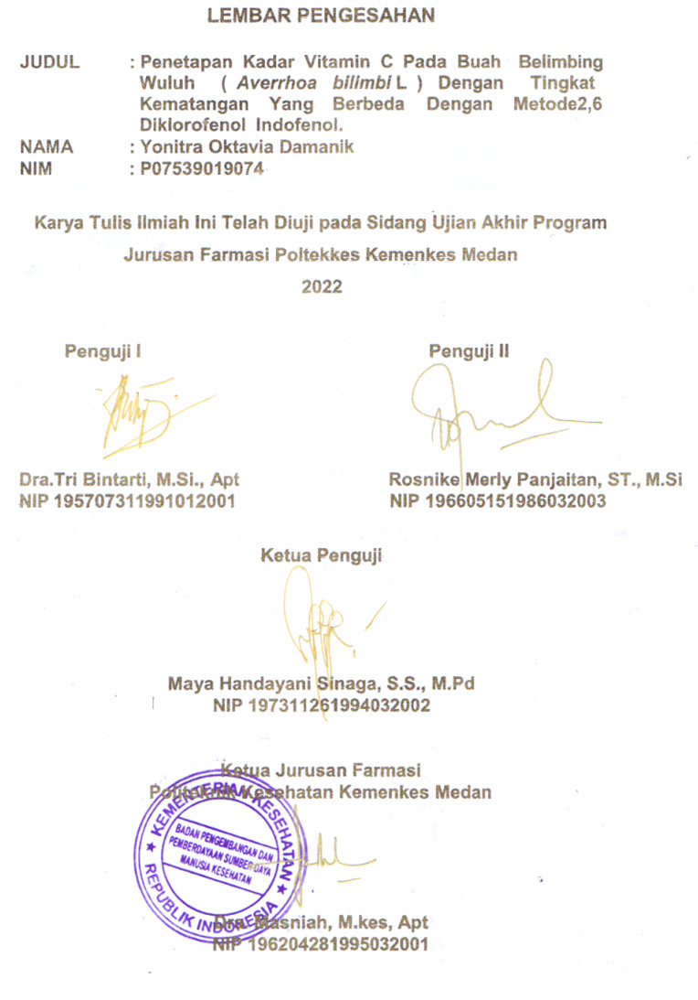 LEMBAR PENGESAHAN
JUDUL : Penetapan Kadar Vitamin C Pada Buah Belimbing
Wuluh ( Averrhoa bilimbi L ) Dengan Tingkat
Kematangan Yang Berbeda Dengan Metode2,6
Diklorofenol Indofenol.
NAMA : Yonitra Oktavia Damanik
NIM : P07539019074
Karya Tulis Ilmiah Ini Telah Diuji pada Sidang Ujian Akhir Program
Jurusan Farmasi Poltekkes Kemenkes Medan
2022
Penguji I
Penguji II
Dra.Tri Bintarti, M.Si., Apt
NIP 195707311991012001
Rosnike Merly Panjaitan, ST., M.Si
NIP 196605151986032003
Ketua Penguji
Maya Handayani Sinaga, S.S., M.Pd
NIP 197311261994032002
Ketua Jurusan Farmasi
Politeknik Kesehatan Kemenkes Medan
KEMENTERIAN KESEHATAN
BADAN PENGEMBANGAN DAN
PEMBERDAYAAN SUMBER DAYA
MANUSIA KESEHATAN
REPUBLIK INDONESIA
Dra. Masniah, M.kes, Apt
NIP 196204281995032001